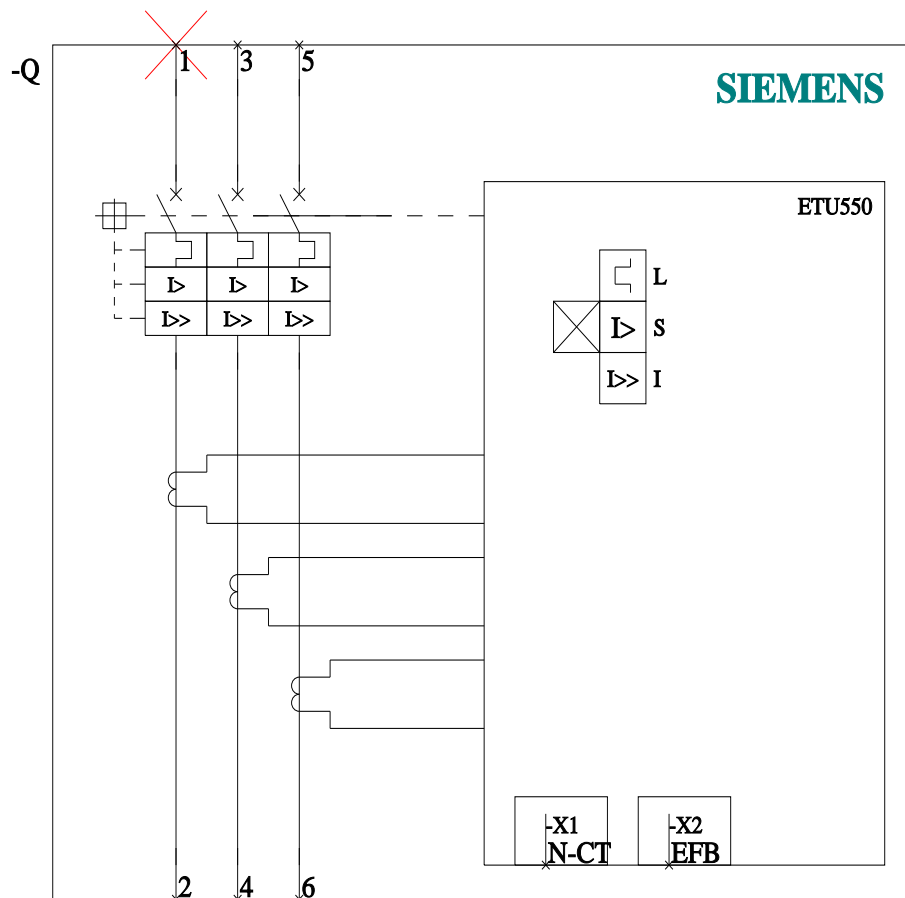 1 3 5
-Q
SIEMENS
ETU550
I> I> I>
I>> I>> I>>
L
I> S
I>> I
-X1 -X2
N-CT EFB
2 4 6